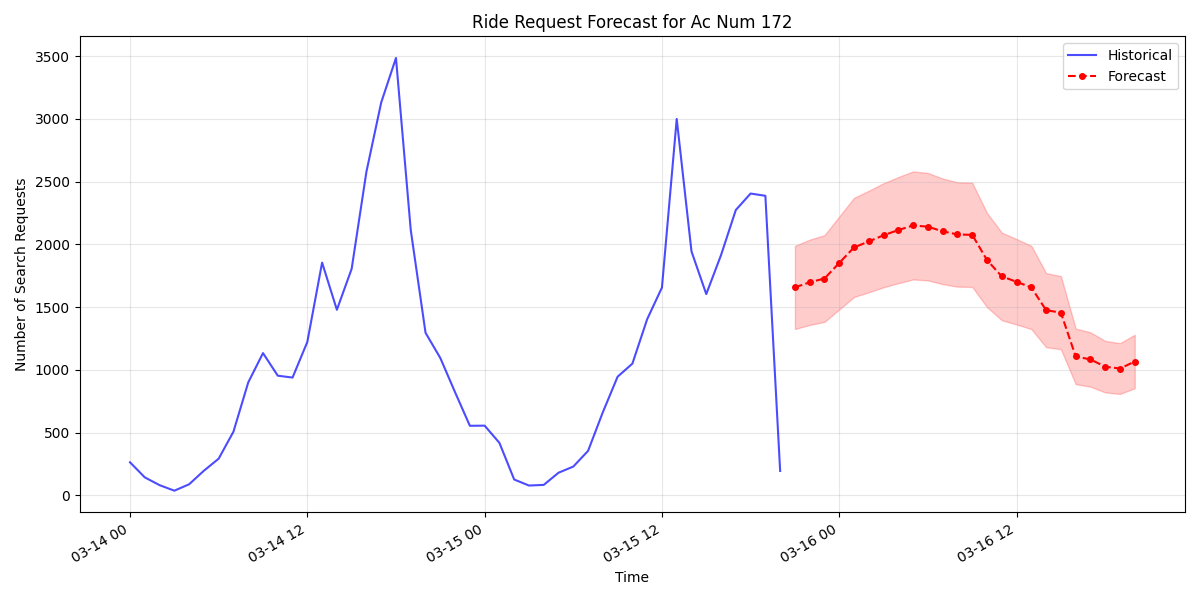 Ride Request Forecast for Ac Num 172
Historical
Forecast
Number of Search Requests
3500
3000
2500
2000
1500
1000
500
0
03-14 00
03-14 12
03-15 00
03-15 12
03-16 00
03-16 12
Time